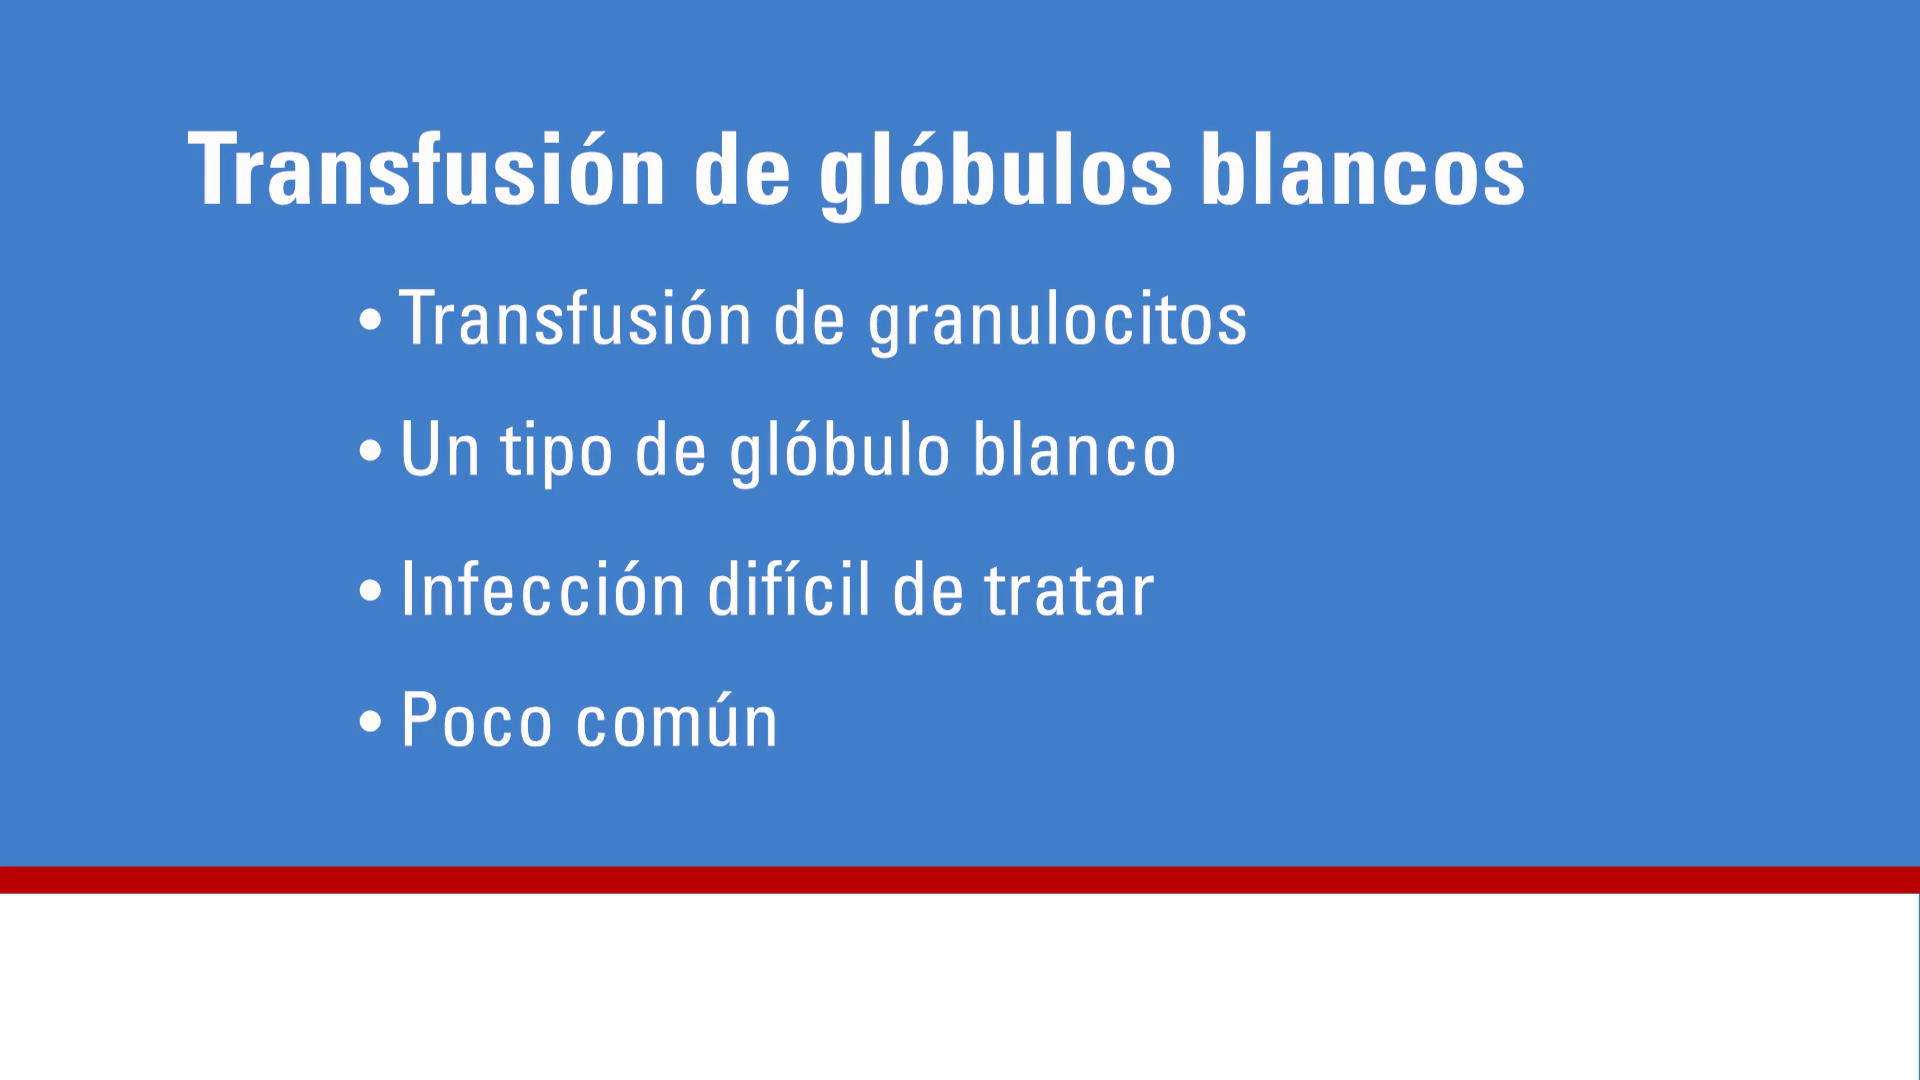 Transfusión de glóbulos blancos
• Transfusión de granulocitos
• Un tipo de glóbulo blanco
• Infección difícil de tratar
• Poco común